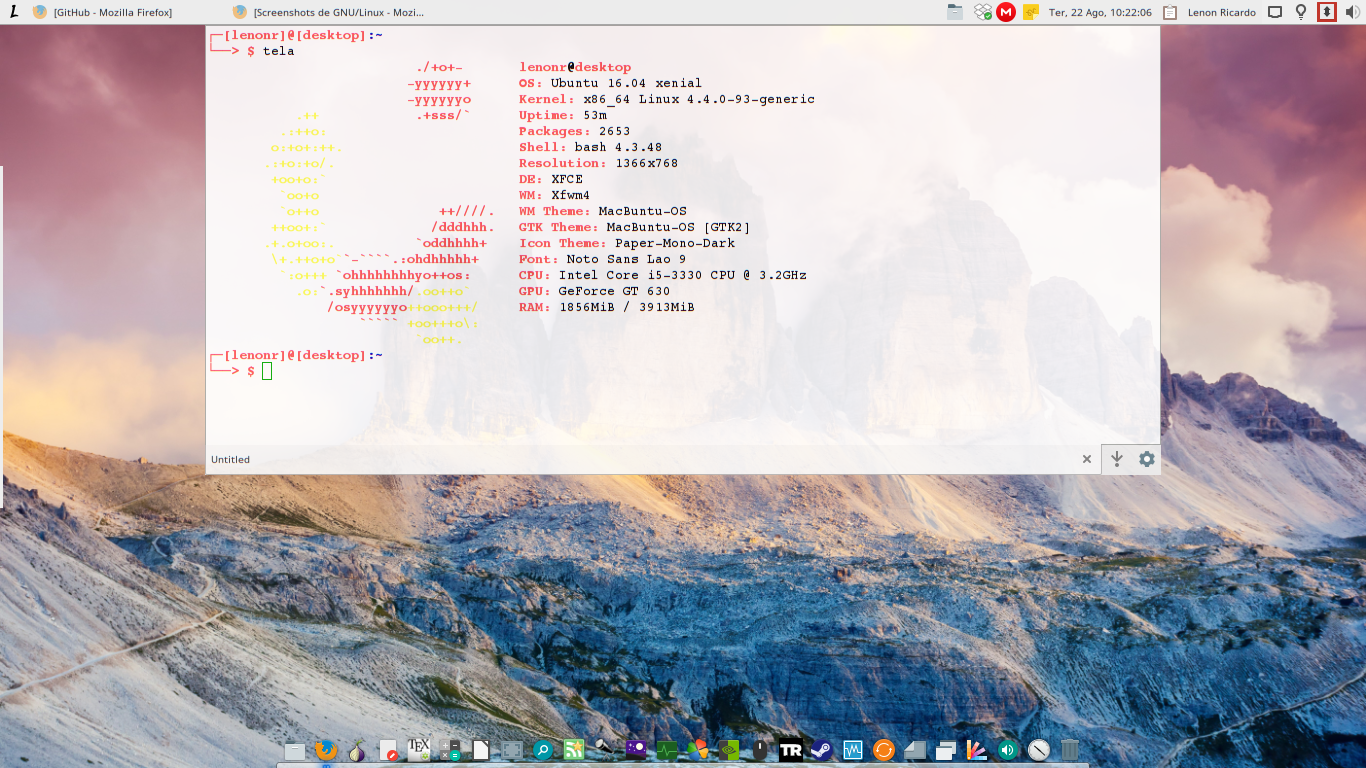 [GitHub - Mozilla Firefox]
[Screenshots de GNU/Linux - Mozi...
Ter, 22 Ago, 10:22:06
Lenon Ricardo
┌─[lenonr]@[desktop]:~
└──> $ tela
./+o+- lenonr@desktop
-yyyyyy+ OS: Ubuntu 16.04 xenial
-yyyyyyo Kernel: x86_64 Linux 4.4.0-93-generic
.++ .+sss/` Uptime: 53m
.:++o: Packages: 2653
o:+o+:++. Shell: bash 4.3.48
.:+o:+o/. Resolution: 1366x768
+oo+o:` DE: XFCE
`oo+o WM: Xfwm4
`o++o ++////. WM Theme: MacBuntu-OS
++oo+:` /dddhhh. GTK Theme: MacBuntu-OS [GTK2]
.+.o+oo:. `oddhhhh+ Icon Theme: Paper-Mono-Dark
\+.++o+o``-````.:ohdhhhhh+ Font: Noto Sans Lao 9
`:o+++ `ohhhhhhhhyo++os: CPU: Intel Core i5-3330 CPU @ 3.2GHz
.o:`.syhhhhhhh/.oo++o` GPU: GeForce GT 630
/osyyyyyyo++ooo+++/ RAM: 1856MiB / 3913MiB
````` +oo+++o\:
`oo++.
┌─[lenonr]@[desktop]:~
└──> $
Untitled
TEX
TR